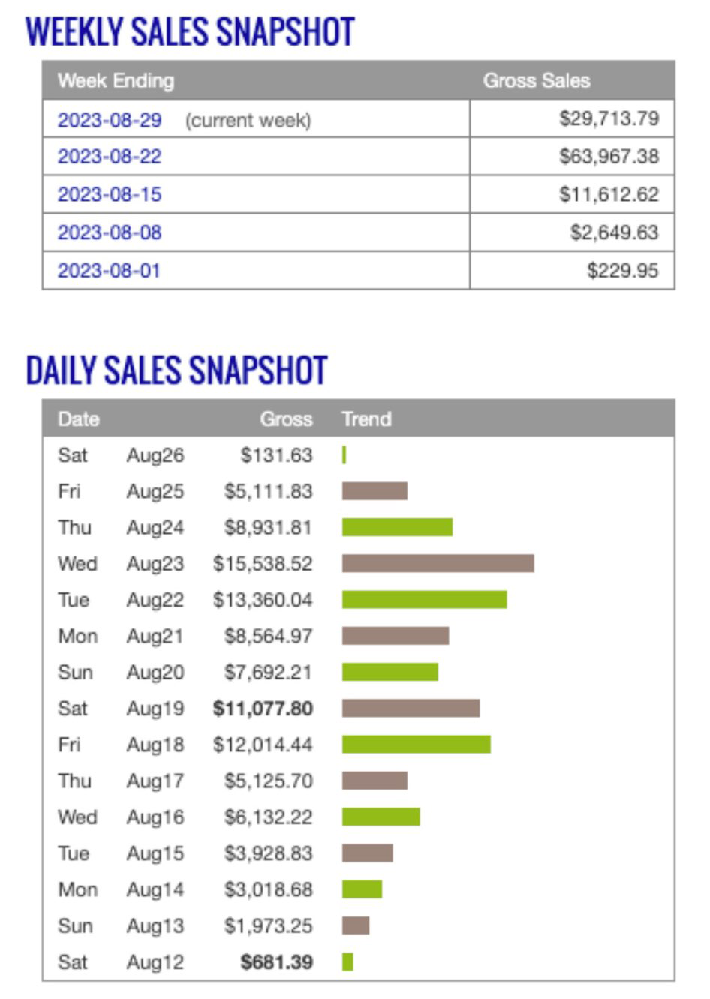 WEEKLY SALES SNAPSHOT
Week Ending Gross Sales
2023-08-29 (current week) $29,713.79
2023-08-22 $63,967.38
2023-08-15 $11,612.62
2023-08-08 $2,649.63
2023-08-01 $229.95
DAILY SALES SNAPSHOT
Date Gross Trend
Sat Aug26 $131.63
Fri Aug25 $5,111.83
Thu Aug24 $8,931.81
Wed Aug23 $15,538.52
Tue Aug22 $13,360.04
Mon Aug21 $8,564.97
Sun Aug20 $7,692.21
Sat Aug19 $11,077.80
Fri Aug18 $12,014.44
Thu Aug17 $5,125.70
Wed Aug16 $6,132.22
Tue Aug15 $3,928.83
Mon Aug14 $3,018.68
Sun Aug13 $1,973.25
Sat Aug12 $681.39